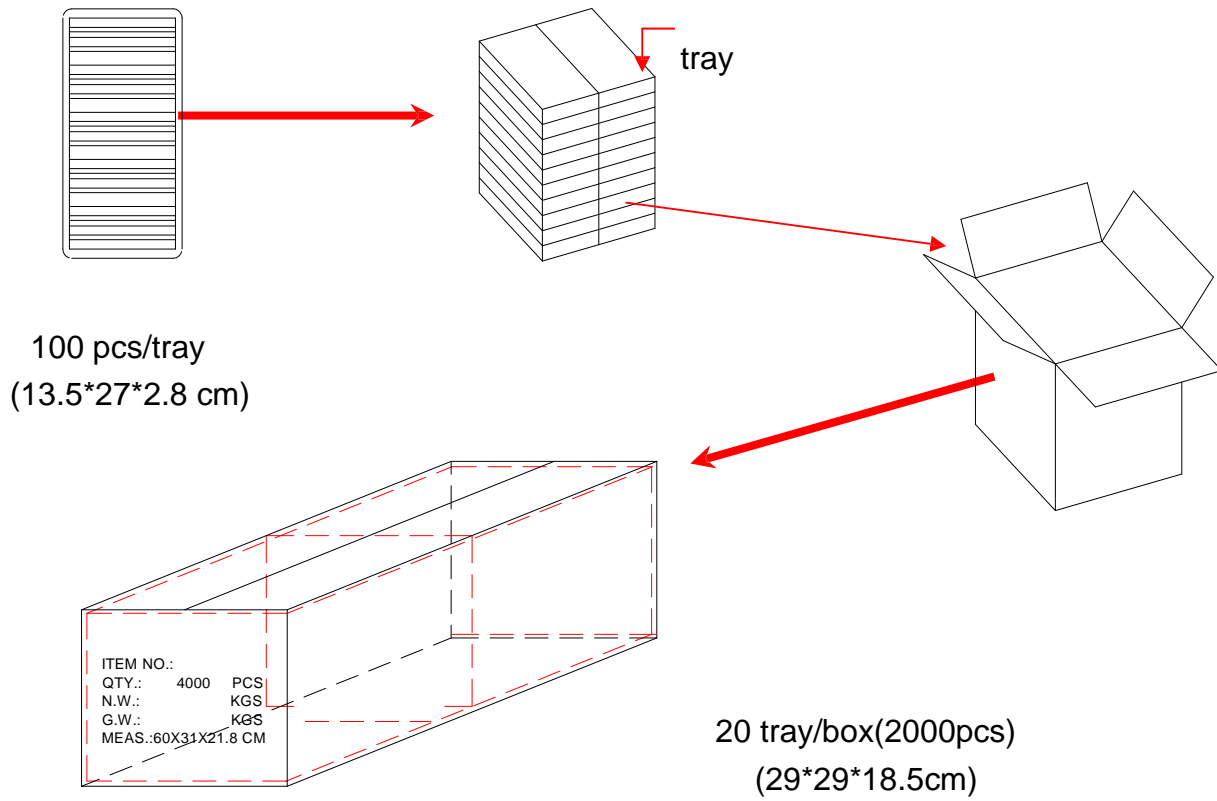 tray
100 pcs/tray
(13.5*27*2.8 cm)
ITEM NO.:
QTY.: 4000 PCS
N.W.: KGS
G.W.: KGS
MEAS.:60X31X21.8 CM
20 tray/box(2000pcs)
(29*29*18.5cm)